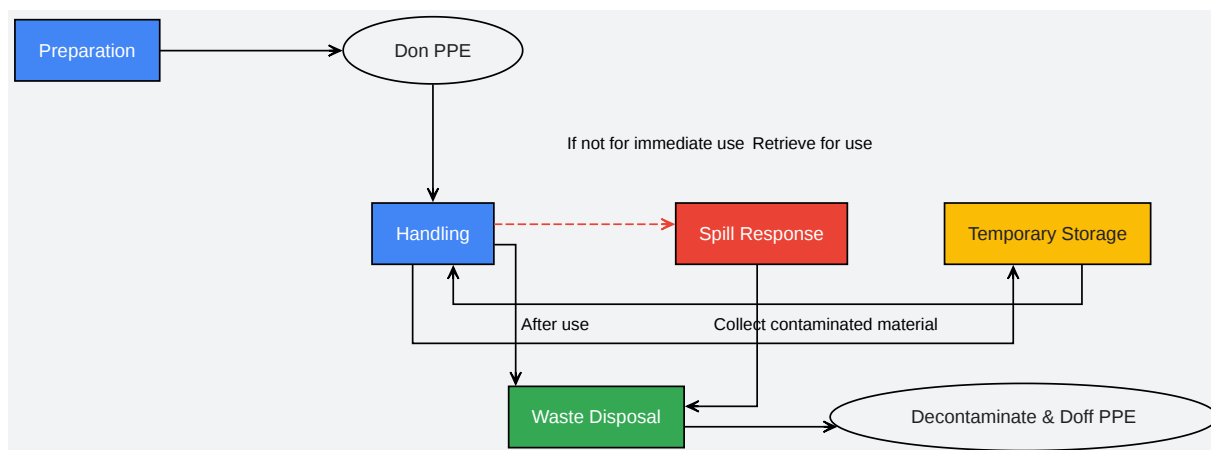 Preparation
Don PPE
If not for immediate use
Retrieve for use
Handling
Spill Response
Temporary Storage
After use
Collect contaminated material
Waste Disposal
Decontaminate & Doff PPE